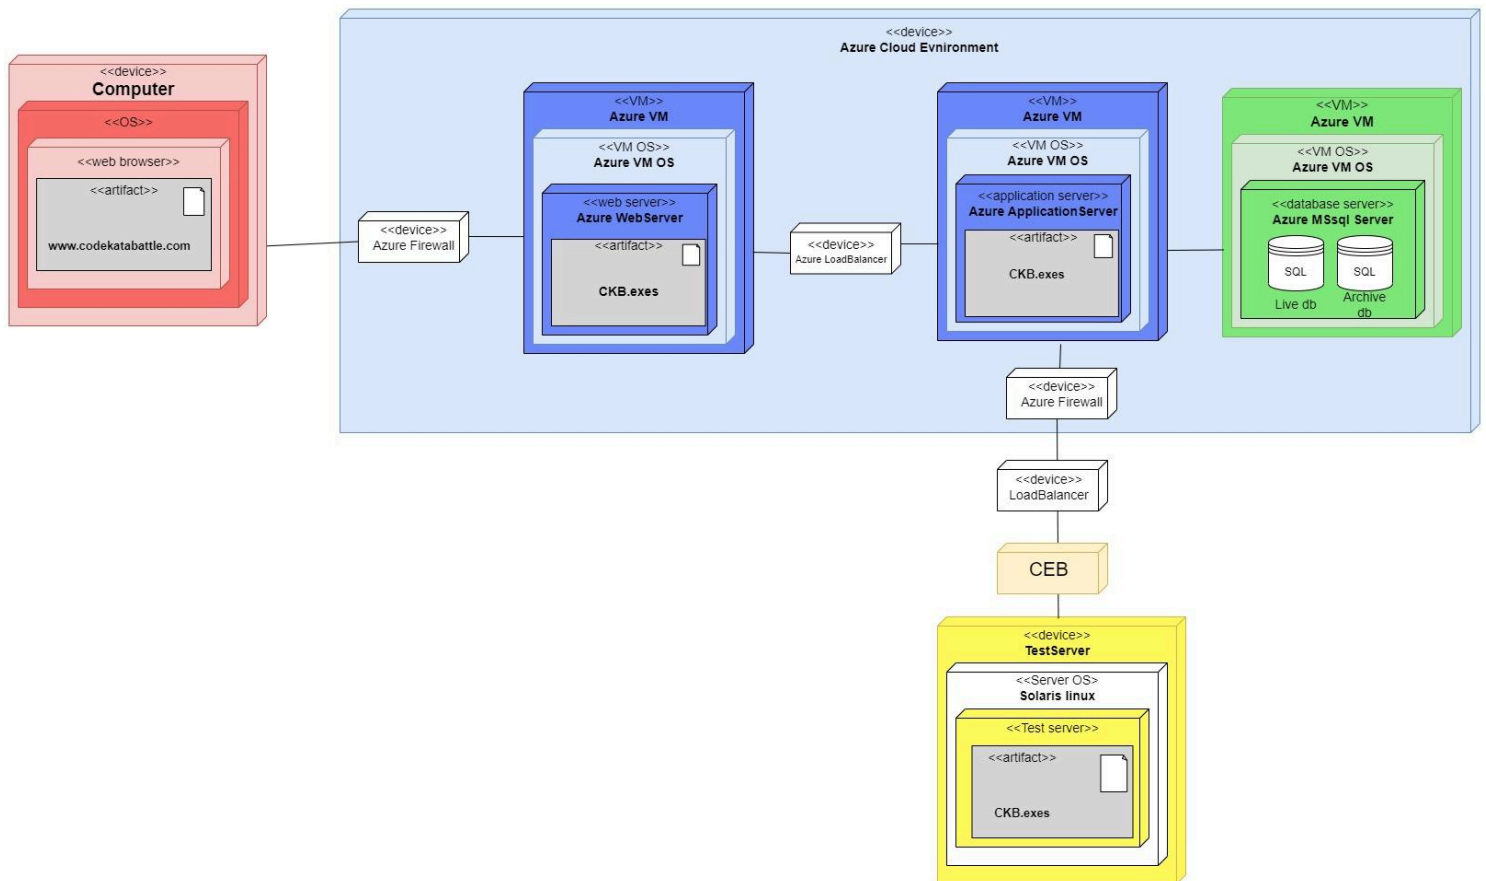 <<device>>
Azure Cloud Evnironment
<<device>>
Computer
<<OS>>
<<web browser>>
<<artifact>>
www.codekatabattle.com
<<device>>
Azure Firewall
<<VM>>
Azure VM
<<VM OS>>
Azure VM OS
<<web server>>
Azure WebServer
<<artifact>>
CKB.exes
<<device>>
Azure LoadBalancer
<<VM>>
Azure VM
<<VM OS>>
Azure VM OS
<<application server>>
Azure ApplicationServer
<<artifact>>
CKB.exes
<<VM>>
Azure VM
<<VM OS>>
Azure VM OS
<<database server>>
Azure MSsql Server
SQL
SQL
Live db
Archive
db
<<device>>
Azure Firewall
<<device>>
LoadBalancer
CEB
<<device>>
TestServer
<<Server OS>
Solaris linux
<<Test server>>
<<artifact>>
CKB.exes